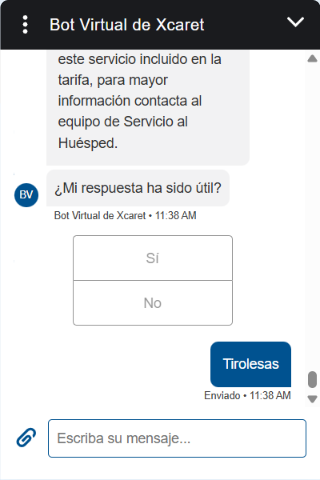 Bot Virtual de Xcaret
este servicio incluido en la
tarifa, para mayor
información contacta al
equipo de Servicio al
Huésped.
¿Mi respuesta ha sido útil?
BV
Bot Virtual de Xcaret • 11:38 AM
Sí
No
Tirolesas
Enviado • 11:38 AM
Escriba su mensaje...